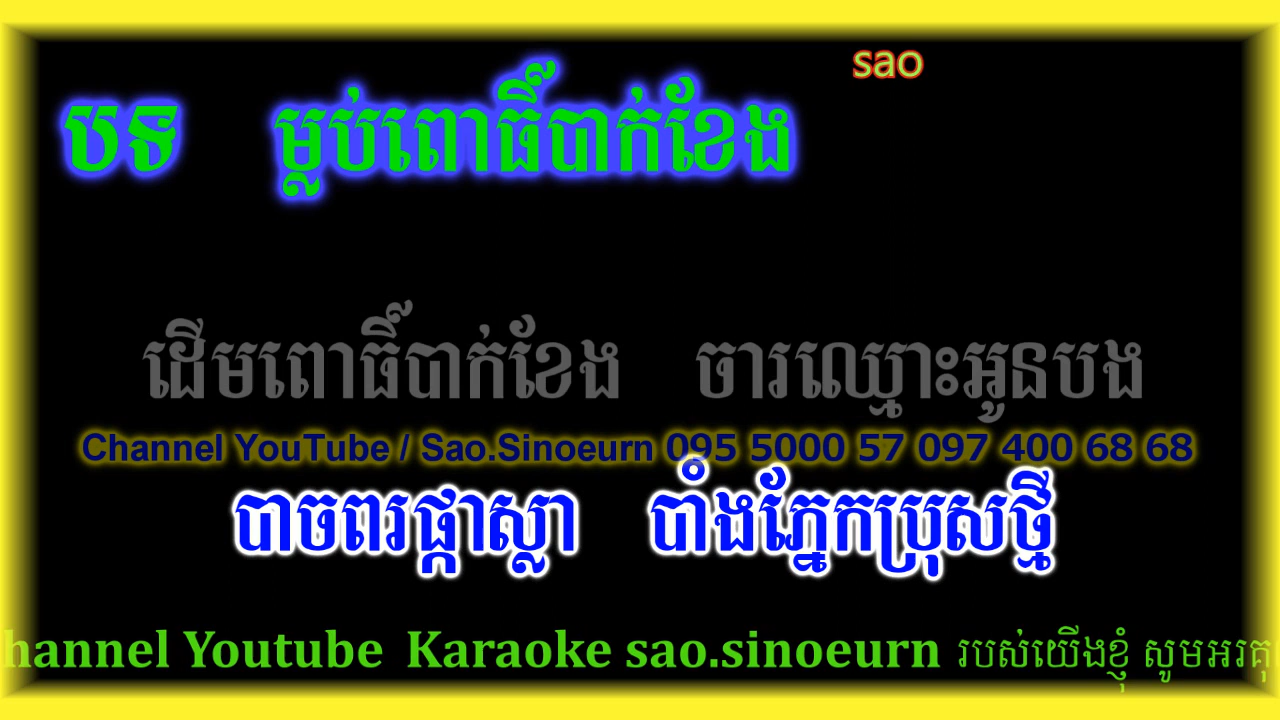 sao
បទ ម្លប់ពោធិ៍បាក់ខែង
ដើមពោធិ៍បាក់ខែង ចារឈ្មោះអូនបង
Channel YouTube / Sao.Sinoeurn 095 5000 57 097 400 68 68
បាចពរផ្កាស្លា បាំងភ្នែកប្រុសថ្មី
hannel Youtube Karaoke sao.sinoeurn របស់យើងខ្ញុំ សូមអរគុ